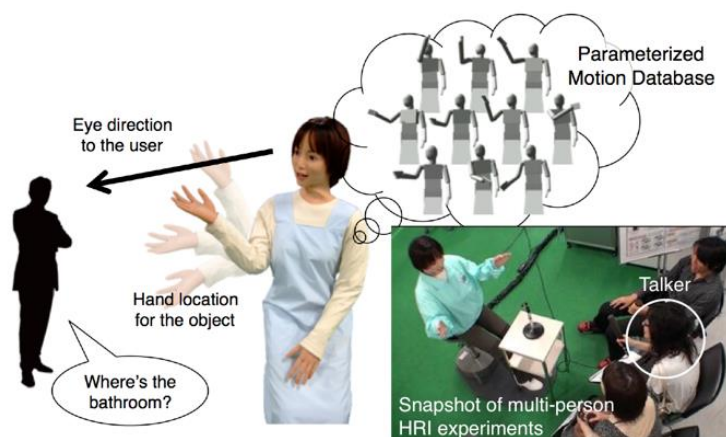 Parameterized
Motion Database
Eye direction
to the user
Hand location
for the object
Where's the
bathroom?
Talker
Snapshot of multi-person
HRI experiments